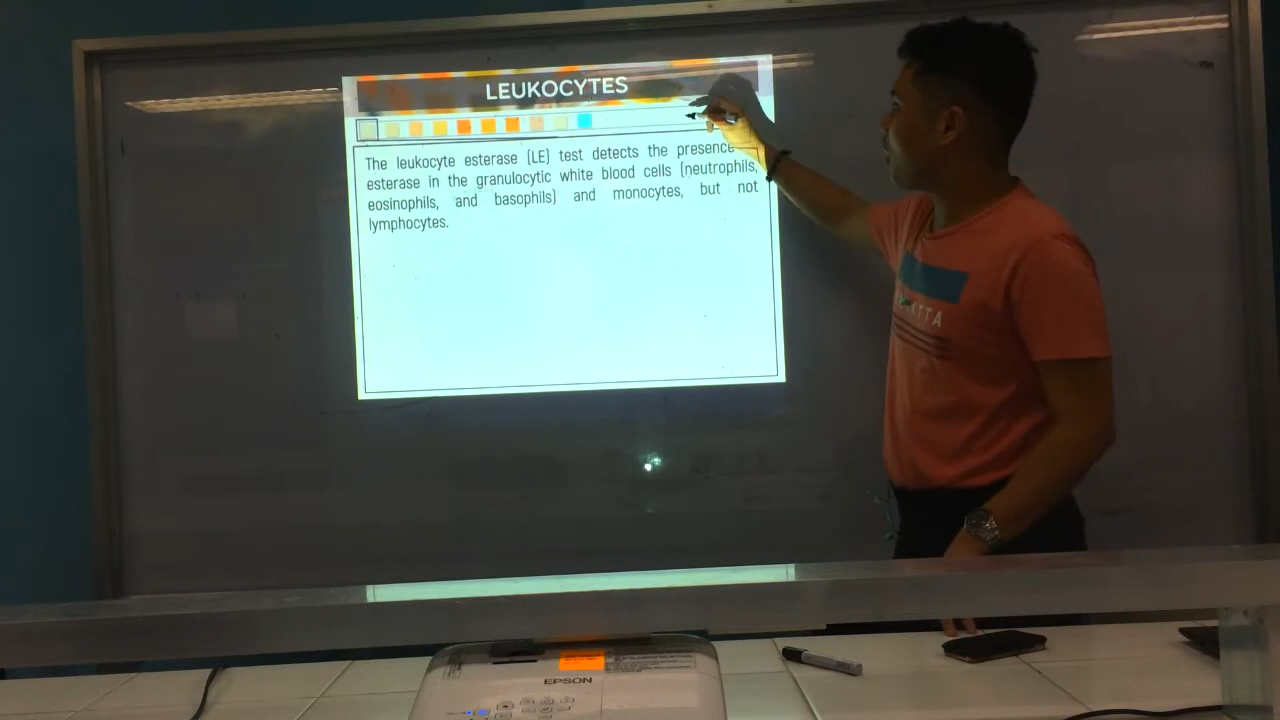 LEUKOCYTES
The leukocyte esterase (LE) test detects the presence
esterase in the granulocytic white blood cells (neutrophils,
eosinophils, and basophils) and monocytes, but not
lymphocytes.
EPSON